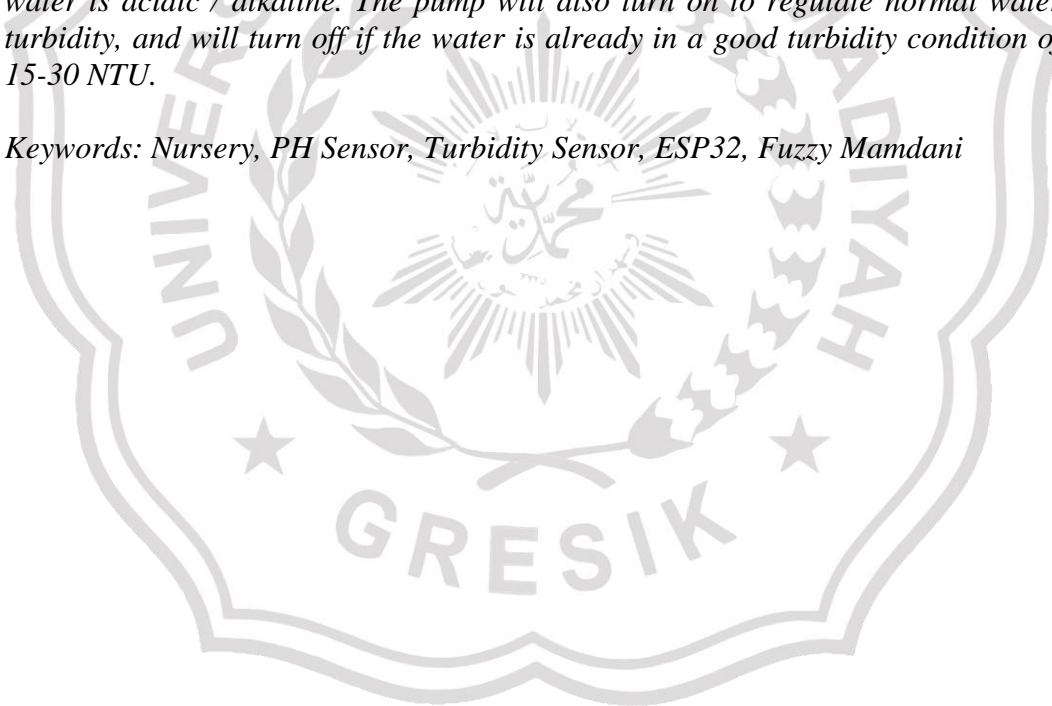 water is acidic / alkaline. The pump will also turn on to regulate normal water
turbidity, and will turn off if the water is already in a good turbidity condition of
15-30 NTU.
Keywords: Nursery, PH Sensor, Turbidity Sensor, ESP32, Fuzzy Mamdani
محمد
GRESIK